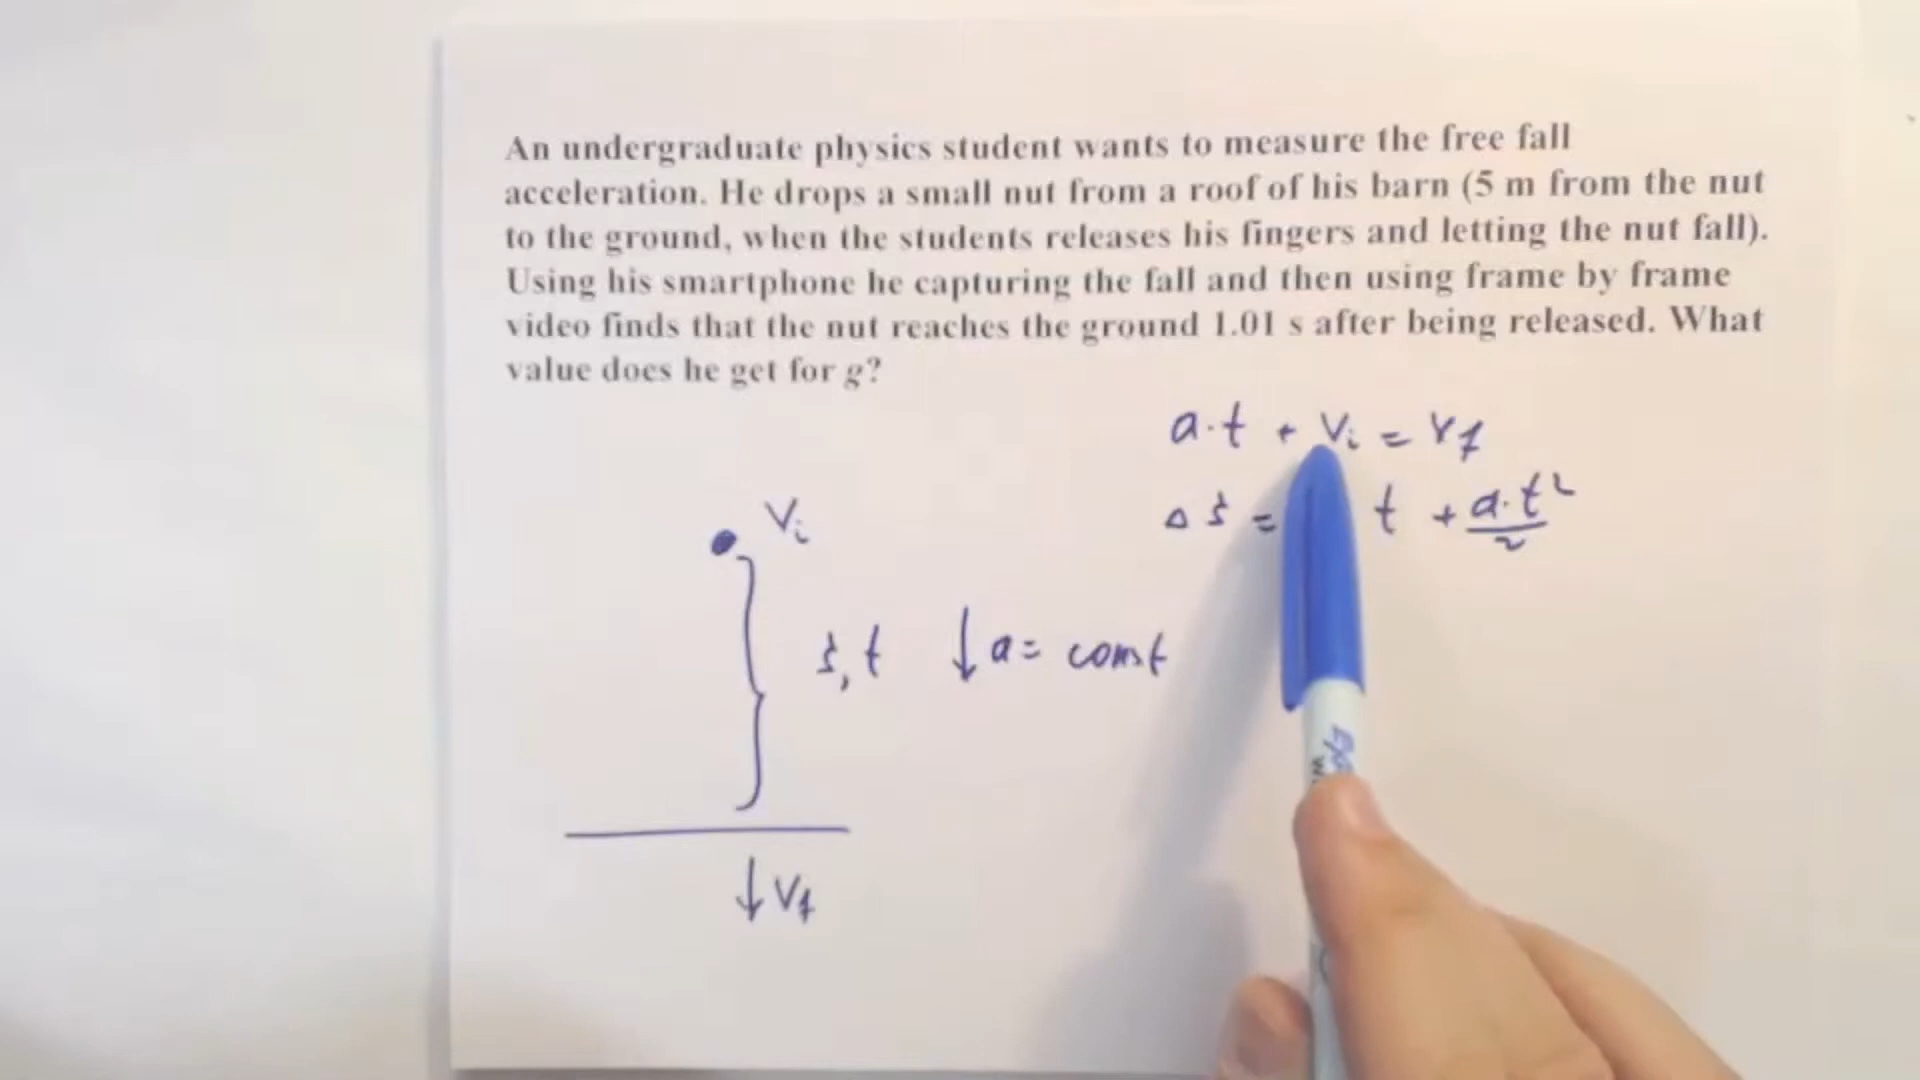 An undergraduate physics student wants to measure the free fall
acceleration. He drops a small nut from a roof of his barn (5 m from the nut
to the ground, when the students releases his fingers and letting the nut fall).
Using his smartphone he capturing the fall and then using frame by frame
video finds that the nut reaches the ground 1.01 s after being released. What
value does he get for g?
a·t + Vi = Vf
Δs = t + a·t²/2
Vi
s, t ↓a = const
↓Vf